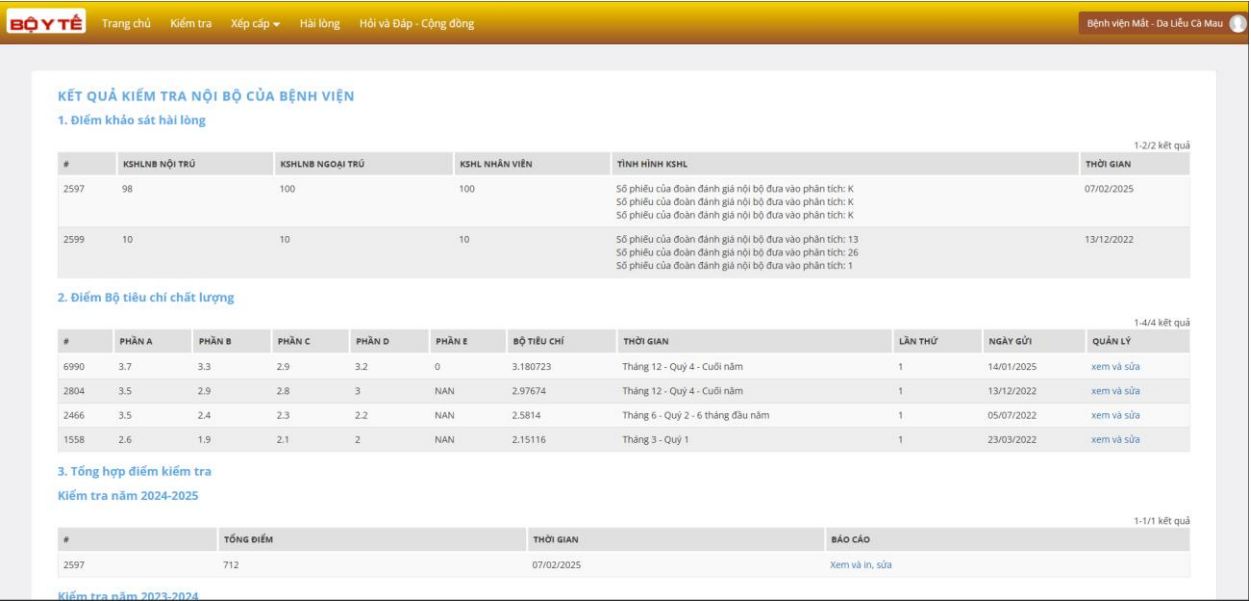 BỘ Y TẾ Trang chủ Kiểm tra Xếp cấp Hài lòng Hỏi và Đáp - Cộng đồng Bệnh viện Mắt - Da Liễu Cà Mau
KẾT QUẢ KIỂM TRA NỘI BỘ CỦA BỆNH VIỆN
1. Điểm khảo sát hài lòng
1-2/2 kết quả
# KSHLNB NỘI TRÚ KSHLNB NGOẠI TRÚ KSHL NHÂN VIÊN TÌNH HÌNH KSHL THỜI GIAN
2597 98 100 100 Số phiếu của đoàn đánh giá nội bộ đưa vào phân tích: K 07/02/2025
Số phiếu của đoàn đánh giá nội bộ đưa vào phân tích: K
Số phiếu của đoàn đánh giá nội bộ đưa vào phân tích: K
2599 10 10 10 Số phiếu của đoàn đánh giá nội bộ đưa vào phân tích: 13 13/12/2022
Số phiếu của đoàn đánh giá nội bộ đưa vào phân tích: 26
Số phiếu của đoàn đánh giá nội bộ đưa vào phân tích: 1
2. Điểm Bộ tiêu chí chất lượng
1-4/4 kết quả
# PHẦN A PHẦN B PHẦN C PHẦN D PHẦN E BỘ TIÊU CHÍ THỜI GIAN LẦN THỨ NGÀY GỬI QUẢN LÝ
6990 3.7 3.3 2.9 3.2 0 3.180723 Tháng 12 - Quý 4 - Cuối năm 1 14/01/2025 xem và sửa
2804 3.5 2.9 2.8 3 NAN 2.97674 Tháng 12 - Quý 4 - Cuối năm 1 13/12/2022 xem và sửa
2466 3.5 2.4 2.3 2.2 NAN 2.5814 Tháng 6 - Quý 2 - 6 tháng đầu năm 1 05/07/2022 xem và sửa
1558 2.6 1.9 2.1 2 NAN 2.15116 Tháng 3 - Quý 1 1 23/03/2022 xem và sửa
3. Tổng hợp điểm kiểm tra
Kiểm tra năm 2024-2025
1-1/1 kết quả
# TỔNG ĐIỂM THỜI GIAN BÁO CÁO
2597 712 07/02/2025 Xem và in, sửa
Kiểm tra năm 2023-2024